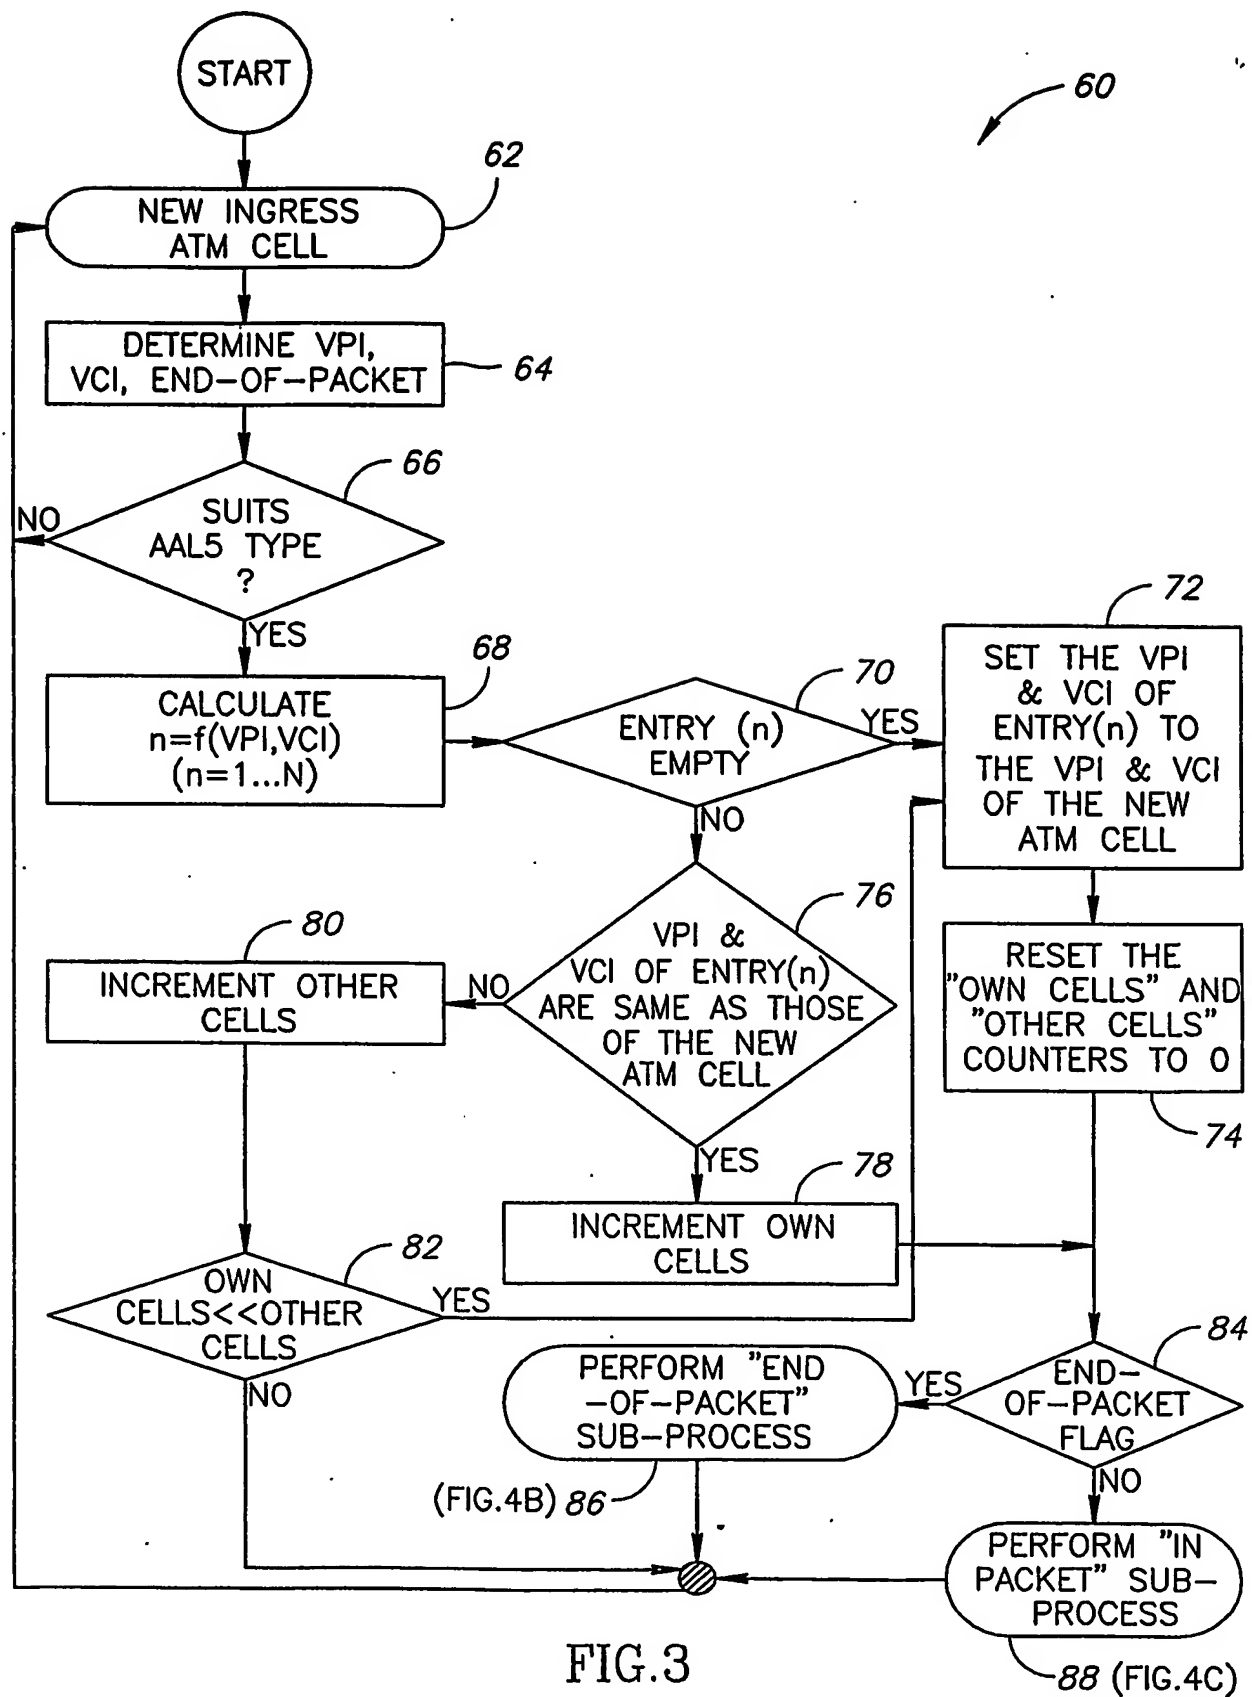 START
60
62
NEW INGRESS
ATM CELL
DETERMINE VPI,
VCI, END-OF-PACKET
64
66
NO
SUITS
AAL5 TYPE
?
YES
68
CALCULATE
n=f(VPI,VCI)
(n=1...N)
70
ENTRY (n)
EMPTY
YES
NO
72
SET THE VPI
& VCI OF
ENTRY(n) TO
THE VPI & VCI
OF THE NEW
ATM CELL
76
VPI &
VCI OF ENTRY(n)
ARE SAME AS THOSE
OF THE NEW
ATM CELL
NO
YES
80
INCREMENT OTHER
CELLS
RESET THE
"OWN CELLS" AND
"OTHER CELLS"
COUNTERS TO 0
74
78
INCREMENT OWN
CELLS
82
OWN
CELLS<<OTHER
CELLS
YES
NO
84
END-
OF-PACKET
FLAG
YES
NO
PERFORM "END
-OF-PACKET"
SUB-PROCESS
(FIG.4B) 86
PERFORM "IN
PACKET" SUB-
PROCESS
88 (FIG.4C)
FIG.3